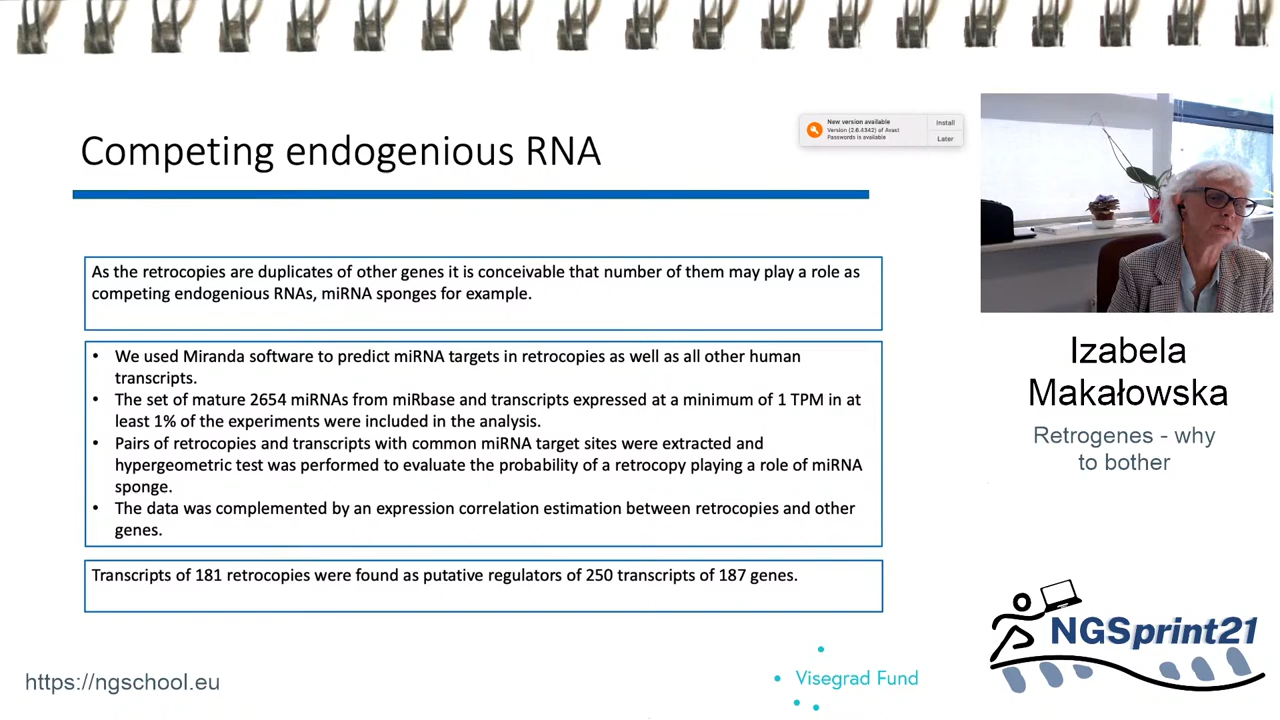 Competing endogenious RNA
New version available
Version (2.6.4342) of Avast
Passwords is available
Install
Later
As the retrocopies are duplicates of other genes it is conceivable that number of them may play a role as
competing endogenious RNAs, miRNA sponges for example.
• We used Miranda software to predict miRNA targets in retrocopies as well as all other human
transcripts.
• The set of mature 2654 miRNAs from miRbase and transcripts expressed at a minimum of 1 TPM in at
least 1% of the experiments were included in the analysis.
• Pairs of retrocopies and transcripts with common miRNA target sites were extracted and
hypergeometric test was performed to evaluate the probability of a retrocopy playing a role of miRNA
sponge.
• The data was complemented by an expression correlation estimation between retrocopies and other
genes.
Transcripts of 181 retrocopies were found as putative regulators of 250 transcripts of 187 genes.
Izabela
Makałowska
Retrogenes - why
to bother
NGSprint21
https://ngschool.eu
Visegrad Fund